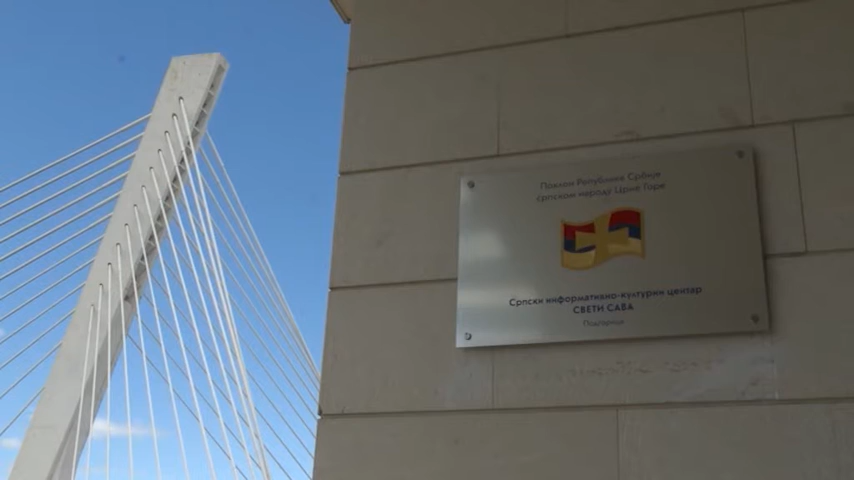 Поклон Републике Србије
српском народу Црне Горе
Српски информативно-културни центар
СВЕТИ САВА
Подгорица